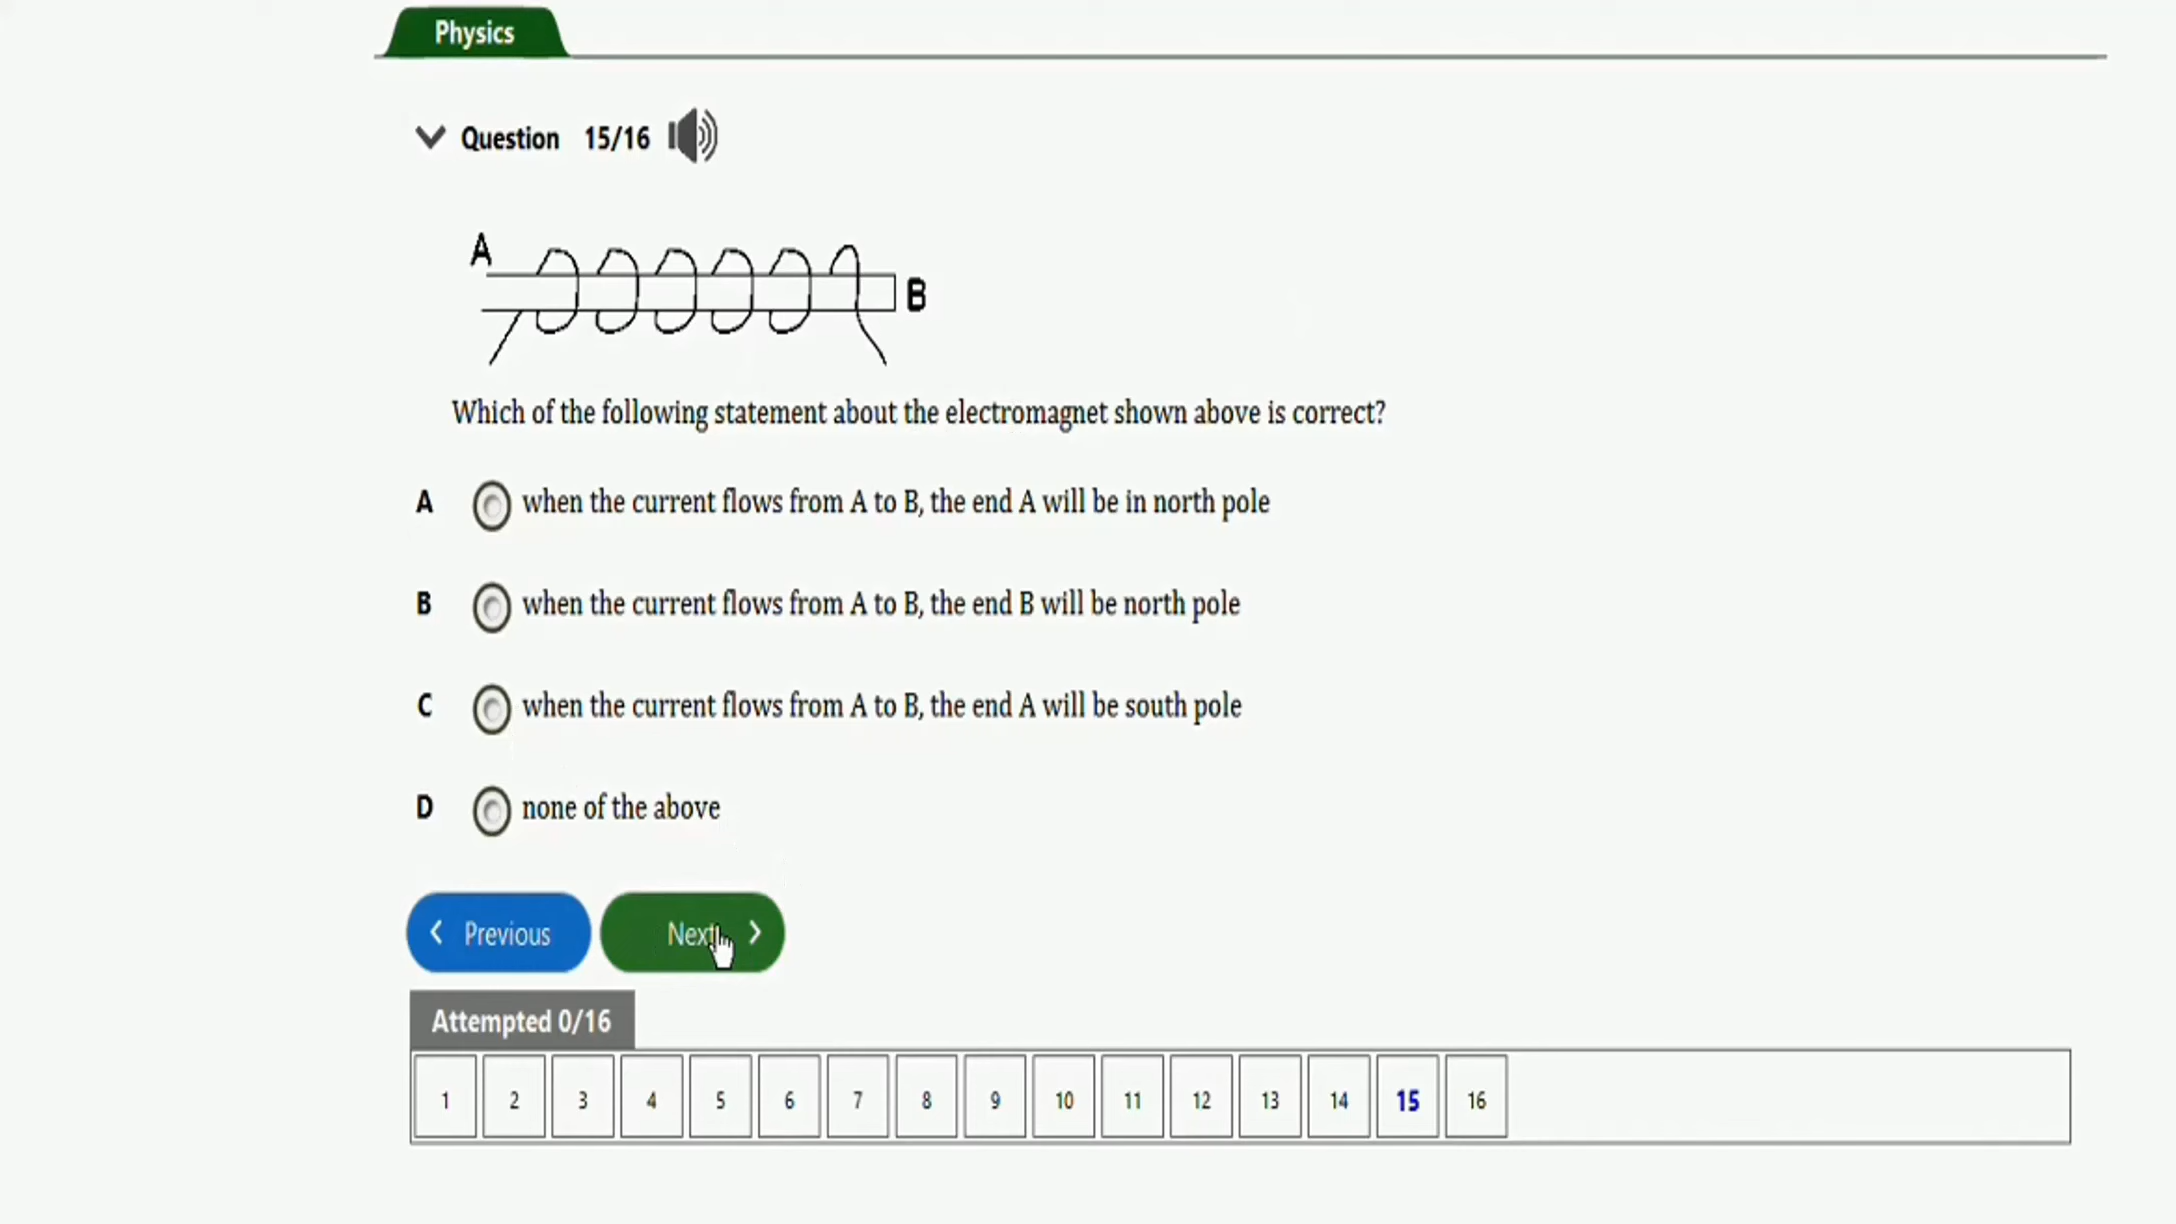 Physics
Question 15/16
A
B
Which of the following statement about the electromagnet shown above is correct?
A when the current flows from A to B, the end A will be in north pole
B when the current flows from A to B, the end B will be north pole
C when the current flows from A to B, the end A will be south pole
D none of the above
Previous Next
Attempted 0/16
1 2 3 4 5 6 7 8 9 10 11 12 13 14 15 16